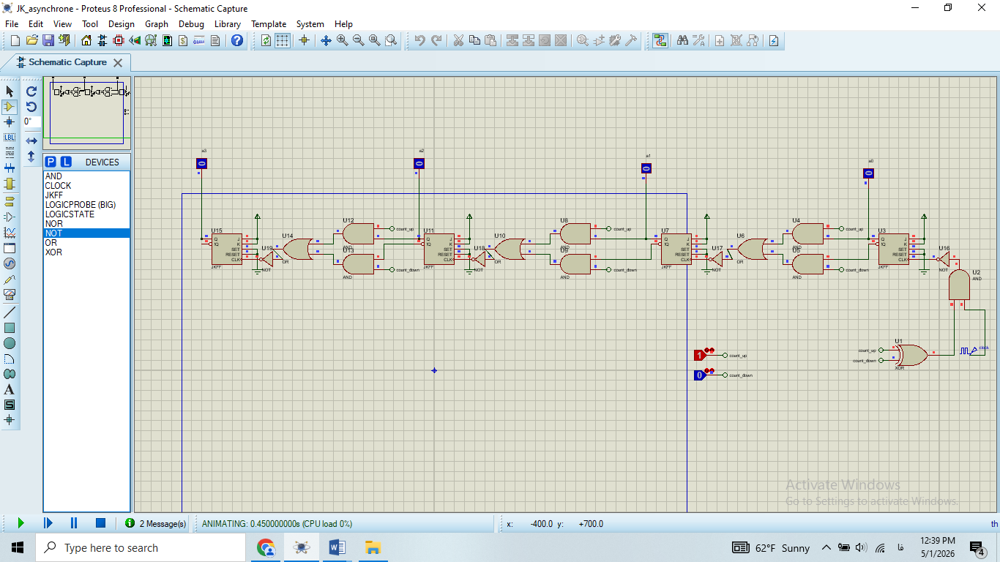 JK_asynchrone - Proteus 8 Professional - Schematic Capture
File Edit View Tool Design Graph Debug Library Template System Help
Schematic Capture
0°
LBL
P L DEVICES
AND
CLOCK
JKFF
LOGICPROBE (BIG)
LOGICSTATE
NOR
NOT
OR
XOR
A
S
a3 a2 a1 a0
0 0 0 0
U15 U14 U12 U11 U10 U8 U7 U6 U4 U3
count_up count_up count_up
Q Q Q Q
Q Q Q Q
J J J J
K K K K
SET SET SET SET
RESET RESET RESET RESET
CLK CLK CLK CLK
AND AND AND
U19 U13 U18 U9 U17 U5 U16
JKFF NOT OR JKFF NOT OR JKFF NOT OR JKFF NOT
count_down count_down count_down
AND AND AND
U2
AND
U1
count_up
count_down
XOR
clock
1 count_up
0 count_down
Activate Windows
Go to Settings to activate Windows.
2 Message(s) ANIMATING: 0.450000000s (CPU load 0%) x: -400.0 y: +700.0 th
Type here to search
62°F Sunny
فا
12:39 PM
5/1/2026
4